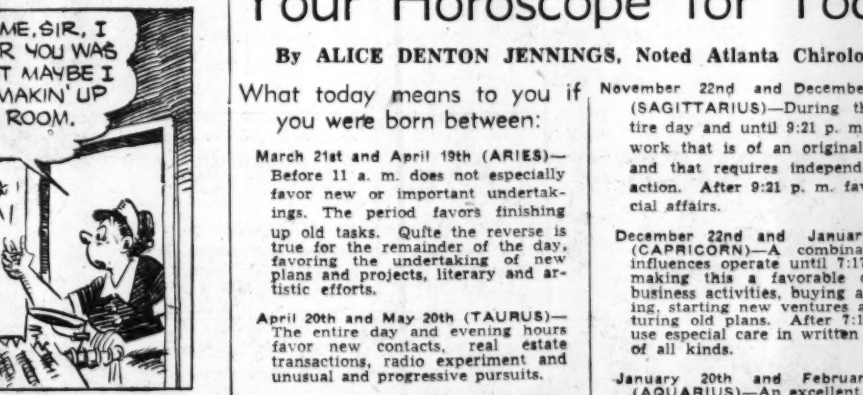 ME, SIR, I
R YOU WAS
T MAYBE I
MAKIN' UP
ROOM.
Your Horoscope for
By ALICE DENTON JENNINGS, Noted Atlanta Chirolo
What today means to you if
you were born between:
March 21st and April 19th (ARIES)—
Before 11 a. m. does not especially
favor new or important undertak-
ings. The period favors finishing
up old tasks. Quite the reverse is
true for the remainder of the day,
favoring the undertaking of new
plans and projects, literary and ar-
tistic efforts.
April 20th and May 20th (TAURUS)—
The entire day and evening hours
favor new contacts, real estate
transactions, radio experiment and
unusual and progressive pursuits.
November 22nd and Decembe
(SAGITTARIUS)—During th
tire day and until 9:21 p. m
work that is of an original
and that requires independ
action. After 9:21 p. m. fav
cial affairs.
December 22nd and Januar
(CAPRICORN)—A combina
influences operate until 7:17
making this a favorable
business activities, buying a
ing, starting new ventures a
turing old plans. After 7:1
use especial care in written
of all kinds.
January 20th and Februar
(AQUARIUS)—An excellent